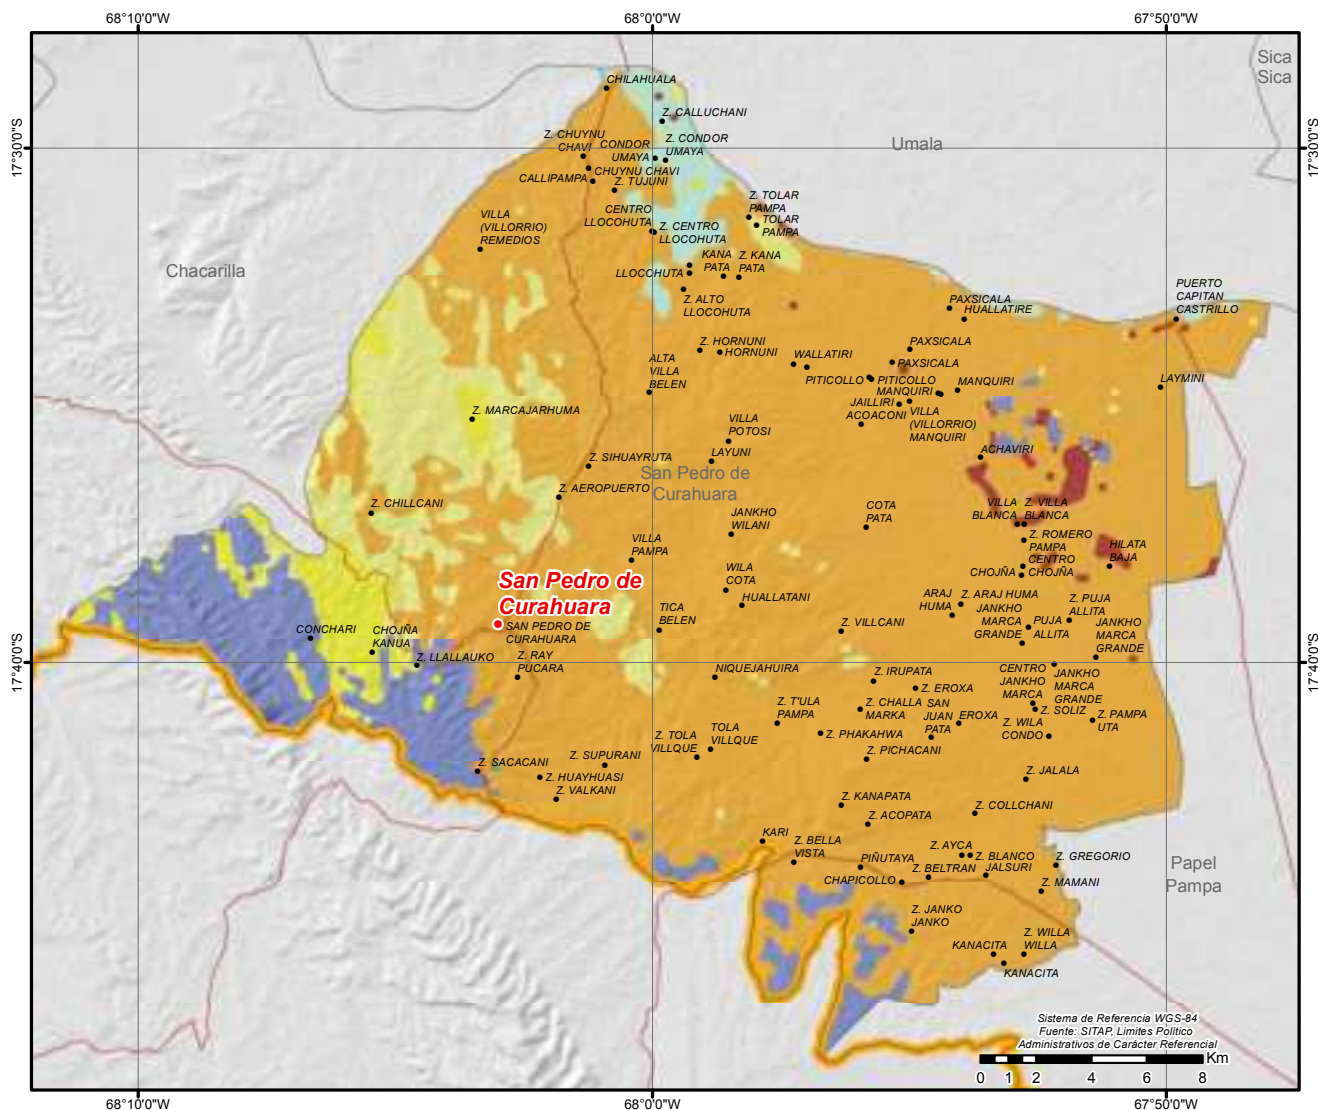 68°10'0"W
68°0'0"W
67°50'0"W
Sica
Sica
CHILAHUALA
Z. CALLUCHANI
17°30'0"S
17°30'0"S
Z. CHUYNU
CHAVI
CONDOR
UMAYA
Z. CONDOR
UMAYA
Umala
CHUYNU CHAVI
CALLIPAMPA
Z. TUJUNI
Z. TOLAR
PAMPA
TOLAR
PAMPA
VILLA
(VILLORRIO)
REMEDIOS
CENTRO
LLOCOHUTA
Z. CENTRO
LLOCOHUTA
Chacarilla
LLOCOHUTA
KANA
PATA
Z. KANA
PATA
Z. ALTO
LLOCOHUTA
PUERTO
CAPITAN
CASTRILLO
PAXSICALA
HUALLATIRE
Z. HORNUNI
HORNUNI
WALLATIRI
PAXSICALA
PAXSICALA
ALTA
VILLA
BELEN
PITICOLLO
PITICOLLO
MANQUIRI
MANQUIRI
LAYMINI
JAILLIRI
ACOACONI
VILLA
(VILLORRIO)
MANQUIRI
Z. MARCAJARHUMA
VILLA
POTOSI
LAYUNI
ACHAVIRI
Z. SIHUAYRUTA
San Pedro de
Curahuara
Z. AEROPUERTO
Z. CHILLCANI
JANKHO
WILANI
COTA
PATA
VILLA
BLANCA
Z. VILLA
BLANCA
Z. ROMERO
PAMPA
VILLA
PAMPA
CENTRO
CHOJÑA
CHOJÑA
HILATA
BAJA
San Pedro de
Curahuara
WILA
COTA
HUALLATANI
ARAJ
HUMA
Z. ARAJ HUMA
Z. PUJA
ALLITA
CONCHARI
CHOJÑA
KANUA
SAN PEDRO DE
CURAHUARA
TICA
BELEN
Z. VILLCANI
JANKHO
MARCA
GRANDE
PUJA
ALLITA
JANKHO
MARCA
GRANDE
17°40'0"S
17°40'0"S
Z. LLALLAUKO
Z. RAY
PUCARA
NIQUEJAHUIRA
Z. IRUPATA
Z. EROXA
CENTRO
JANKHO
MARCA
JANKHO
MARCA
GRANDE
Z. T'ULA
PAMPA
Z. CHALLA
MARKA
SAN
JUAN
PATA
EROXA
Z. SOLIZ
Z. WILA
CONDO
Z. PAMPA
UTA
Z. TOLA
VILLQUE
TOLA
VILLQUE
Z. PHAKAHWA
Z. PICHACANI
Z. SUPURANI
Z. SACACANI
Z. HUAYHUASI
Z. VALKANI
Z. JALALA
Z. KANAPATA
Z. ACOPATA
Z. COLLCHANI
KARI
Z. BELLA
VISTA
PIÑUTAYA
Z. AYCA
Z. BLANCO
Z. GREGORIO
CHAPICOLLO
Z. BELTRAN
JALSURI
Z. MAMANI
Papel
Pampa
Z. JANKO
JANKO
KANACITA
Z. WILLA
WILLA
KANACITA
Sistema de Referencia WGS-84
Fuente: SITAP, Limites Politico
Administrativos de Carácter Referencial
Km
0 1 2 4 6 8
68°10'0"W
68°0'0"W
67°50'0"W